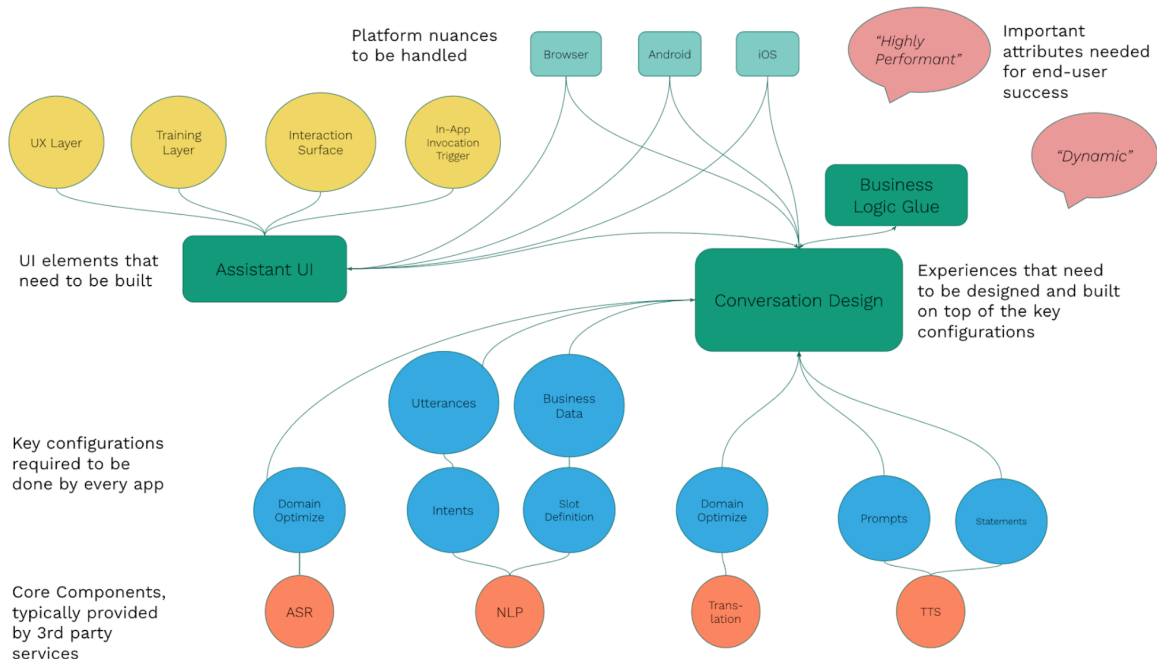 Platform nuances
to be handled
Browser
Android
iOS
“Highly
Performant”
Important
attributes needed
for end-user
success
UX Layer
Training
Layer
Interaction
Surface
In-App
Invocation
Trigger
“Dynamic”
Business
Logic Glue
UI elements that
need to be built
Assistant UI
Conversation Design
Experiences that need
to be designed and built
on top of the key
configurations
Utterances
Business
Data
Key configurations
required to be
done by every app
Domain
Optimize
Intents
Slot
Definition
Domain
Optimize
Prompts
Statements
Core Components,
typically provided
by 3rd party
services
ASR
NLP
Trans-
lation
TTS